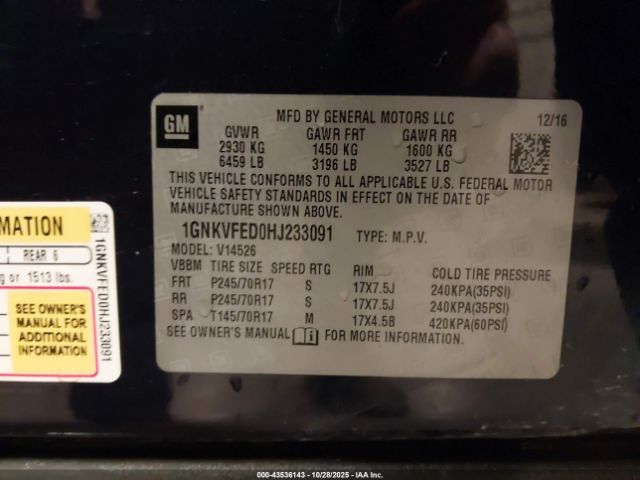 GM
MFD BY GENERAL MOTORS LLC 12/16
GVWR GAWR FRT GAWR RR
2930 KG 1450 KG 1600 KG
6459 LB 3196 LB 3527 LB
THIS VEHICLE CONFORMS TO ALL APPLICABLE U.S. FEDERAL MOTOR
VEHICLE SAFETY STANDARDS IN EFFECT ON THE DATE OF
MANUFACTURE SHOWN ABOVE.
1GNKVFED0HJ233091 TYPE: M.P.V.
MODEL: V14526
VBBM TIRE SIZE SPEED RTG RIM COLD TIRE PRESSURE
FRT P245/70R17 S 17X7.5J 240KPA(35PSI)
RR P245/70R17 S 17X7.5J 240KPA(35PSI)
SPA T145/70R17 M 17X4.5B 420KPA(60PSI)
SEE OWNER'S MANUAL FOR MORE INFORMATION.
REAR 6
or 1513 lbs.
SEE OWNER'S
MANUAL FOR
ADDITIONAL
INFORMATION
1GNKVFED0HJ233091
000-43536143 - 10/28/2025 - IAAI, Inc.